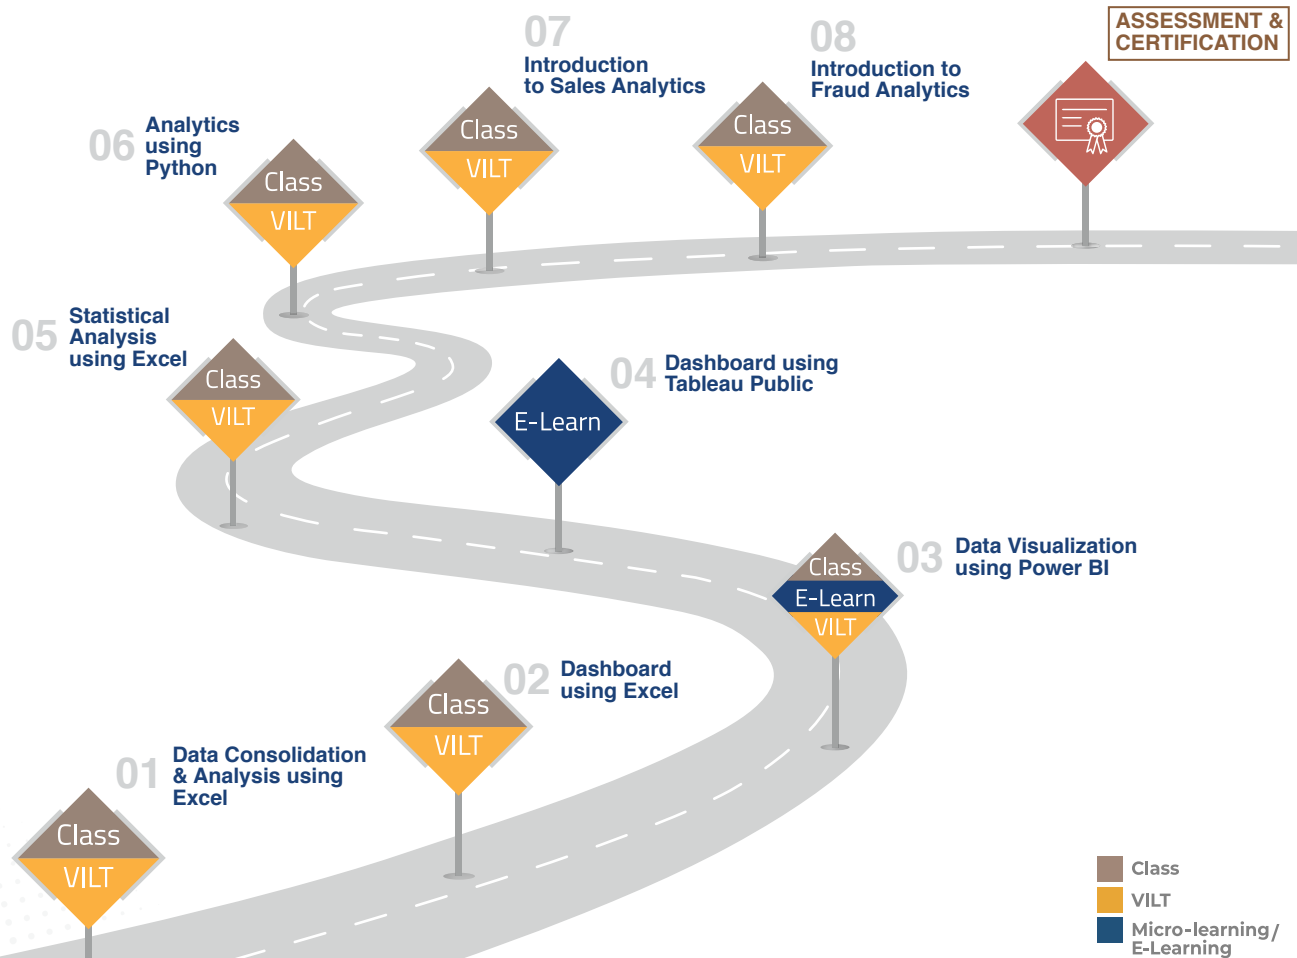 07
Introduction
to Sales Analytics
08
Introduction to
Fraud Analytics
ASSESSMENT &
CERTIFICATION
06
Analytics
using
Python
Class
VILT
Class
VILT
Class
VILT
05
Statistical
Analysis
using Excel
Class
VILT
04
Dashboard using
Tableau Public
E-Learn
03
Data Visualization
using Power BI
Class
E-Learn
VILT
02
Dashboard
using Excel
Class
VILT
01
Data Consolidation
& Analysis using
Excel
Class
VILT
Class
VILT
Micro-learning/
E-Learning